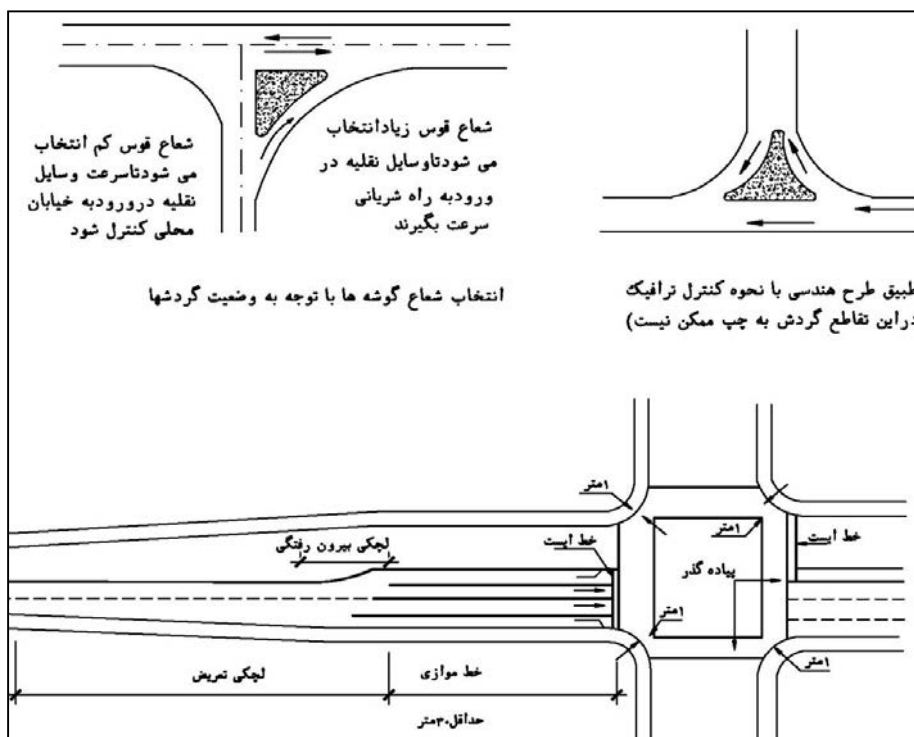 شعاع قوس کم انتخاب
می شودتاسرعت وسایل
نقلیه درورودبه خیابان
محلی کنترل شود
شعاع قوس زیادانتخاب
می شودتاوسایل نقلیه در
ورودبه راه شریانی
سرعت بگیرند
انتخاب شعاع گوشه ها با توجه به وضعیت گردشها
طبیق طرح هندسی با نحوه کنترل ترافیک
دراین تقاطع گردش به چپ ممکن نیست)
۱متر
۱متر
خط ایست
خط ایست
لچکی بیرون رفتگی
پیاده گذر
۱متر
۱متر
خط موازی
لچکی تعریض
حداقل۳۰متر